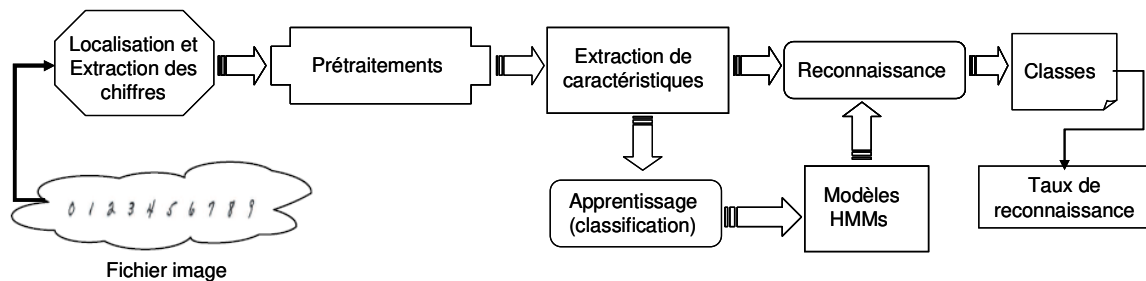 Localisation et
Extraction des
chiffres
Prétraitements
Extraction de
caractéristiques
Reconnaissance
Classes
0 1 2 3 4 5 6 7 8 9
Fichier image
Apprentissage
(classification)
Modèles
HMMs
Taux de
reconnaissance